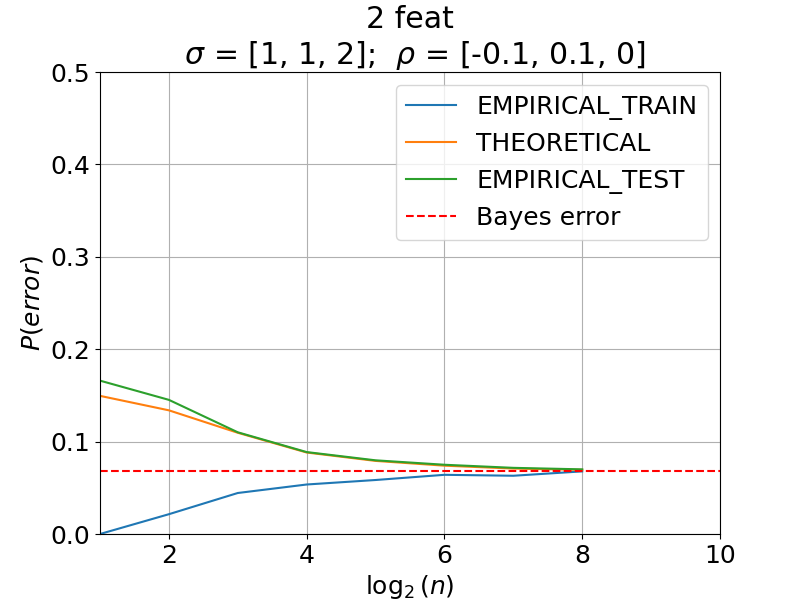 2 feat
σ = [1, 1, 2];  ρ = [-0.1, 0.1, 0]
0.5
0.4
0.3
0.2
0.1
0.0
P(error)
EMPIRICAL_TRAIN
THEORETICAL
EMPIRICAL_TEST
Bayes error
2 4 6 8 10
log₂ (n)